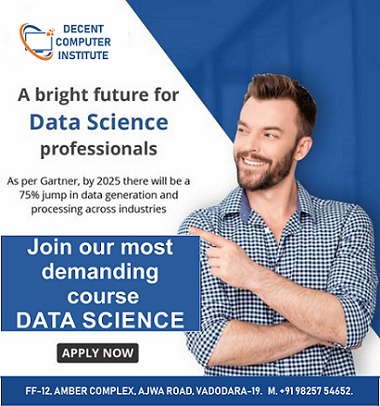 DECENT
COMPUTER
INSTITUTE
A bright future for
Data Science
professionals
As per Gartner, by 2025 there will be a
75% jump in data generation and
processing across industries
Join our most
demanding
course
DATA SCIENCE
APPLY NOW
FF-12, AMBER COMPLEX, AJWA ROAD, VADODARA-19. M. +91 98257 54652.